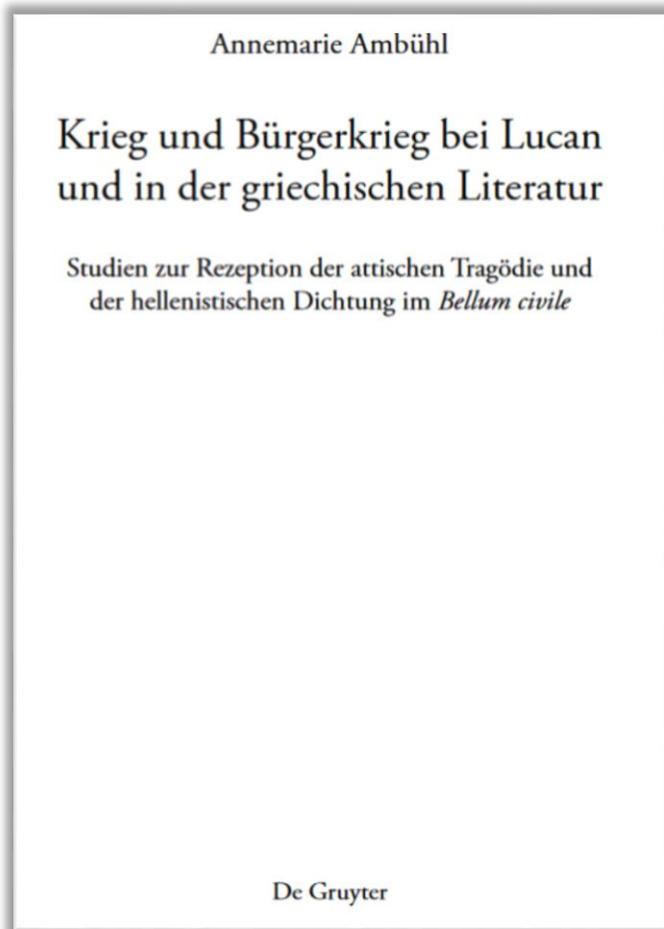 Annemarie Ambühl
Krieg und Bürgerkrieg bei Lucan
und in der griechischen Literatur
Studien zur Rezeption der attischen Tragödie und
der hellenistischen Dichtung im Bellum civile
De Gruyter